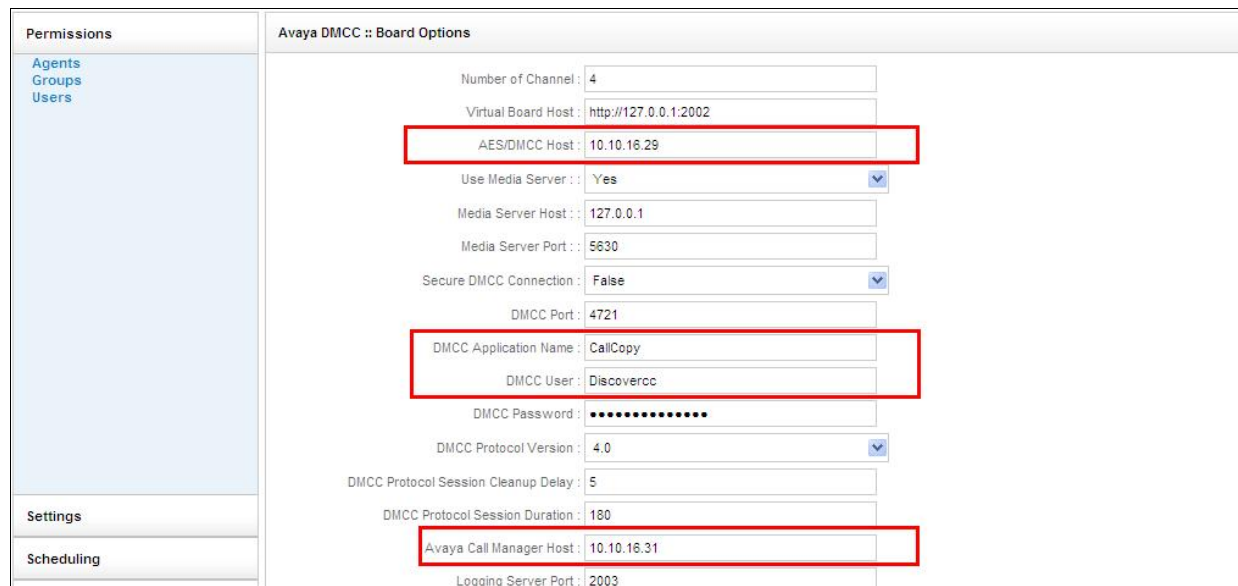 Permissions
Agents
Groups
Users
Settings
Scheduling
Avaya DMCC :: Board Options
Number of Channel : 4
Virtual Board Host : http://127.0.0.1:2002
AES/DMCC Host : 10.10.16.29
Use Media Server : : Yes
Media Server Host : : 127.0.0.1
Media Server Port : : 5630
Secure DMCC Connection : False
DMCC Port : 4721
DMCC Application Name : CallCopy
DMCC User : Discovercc
DMCC Password : ●●●●●●●●●●●●●●
DMCC Protocol Version : 4.0
DMCC Protocol Session Cleanup Delay : 5
DMCC Protocol Session Duration : 180
Avaya Call Manager Host : 10.10.16.31
Logging Server Port : 2003